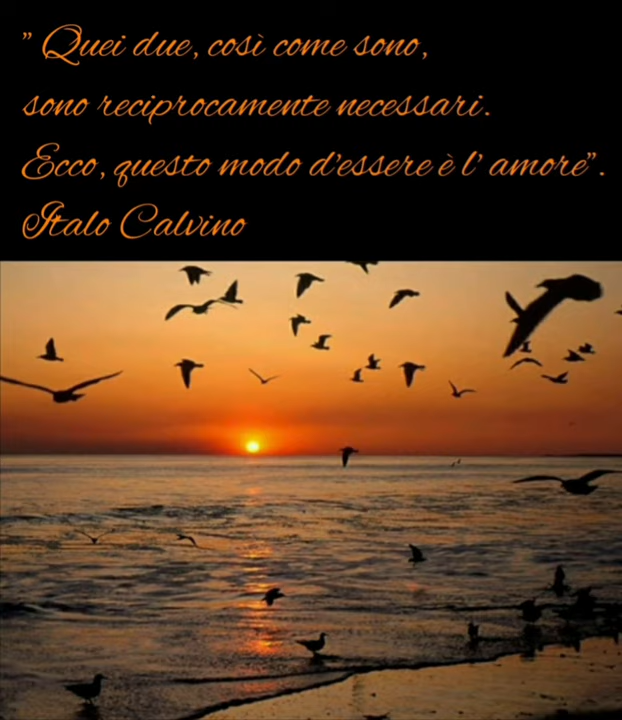 " Quei due, così come sono,
sono reciprocamente necessari.
Ecco, questo modo d'essere è l' amore".
Italo Calvino